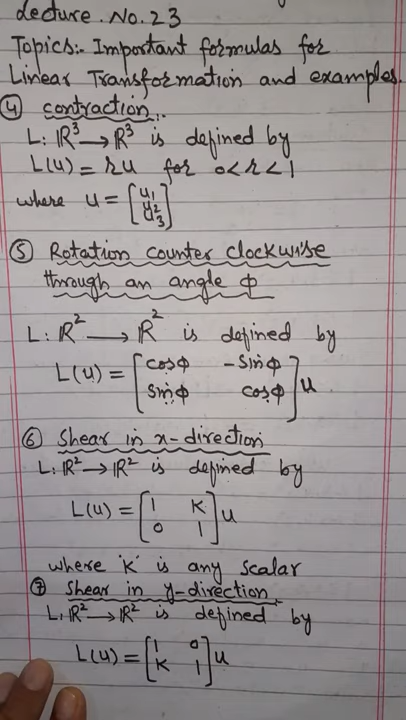 Lecture. No. 23
Topics:- Important formulas for
Linear Transformation and examples.
④ contraction:.
L: ℝ³ → ℝ³ is defined by
L(u) = ru for 0<r<1
where u = [u₁ u₂ u₃]
⑤ Rotation counter clockwise
through an angle ϕ
L: ℝ² → ℝ² is defined by
L(u) = [cosϕ -sinϕ
sinϕ cosϕ] u
⑥ Shear in x-direction
L: ℝ² → ℝ² is defined by
L(u) = [1 K
0 1] u
where 'K' is any scalar
⑦ Shear in y-direction
L: ℝ² → ℝ² is defined by
L(u) = [1 0
K 1] u